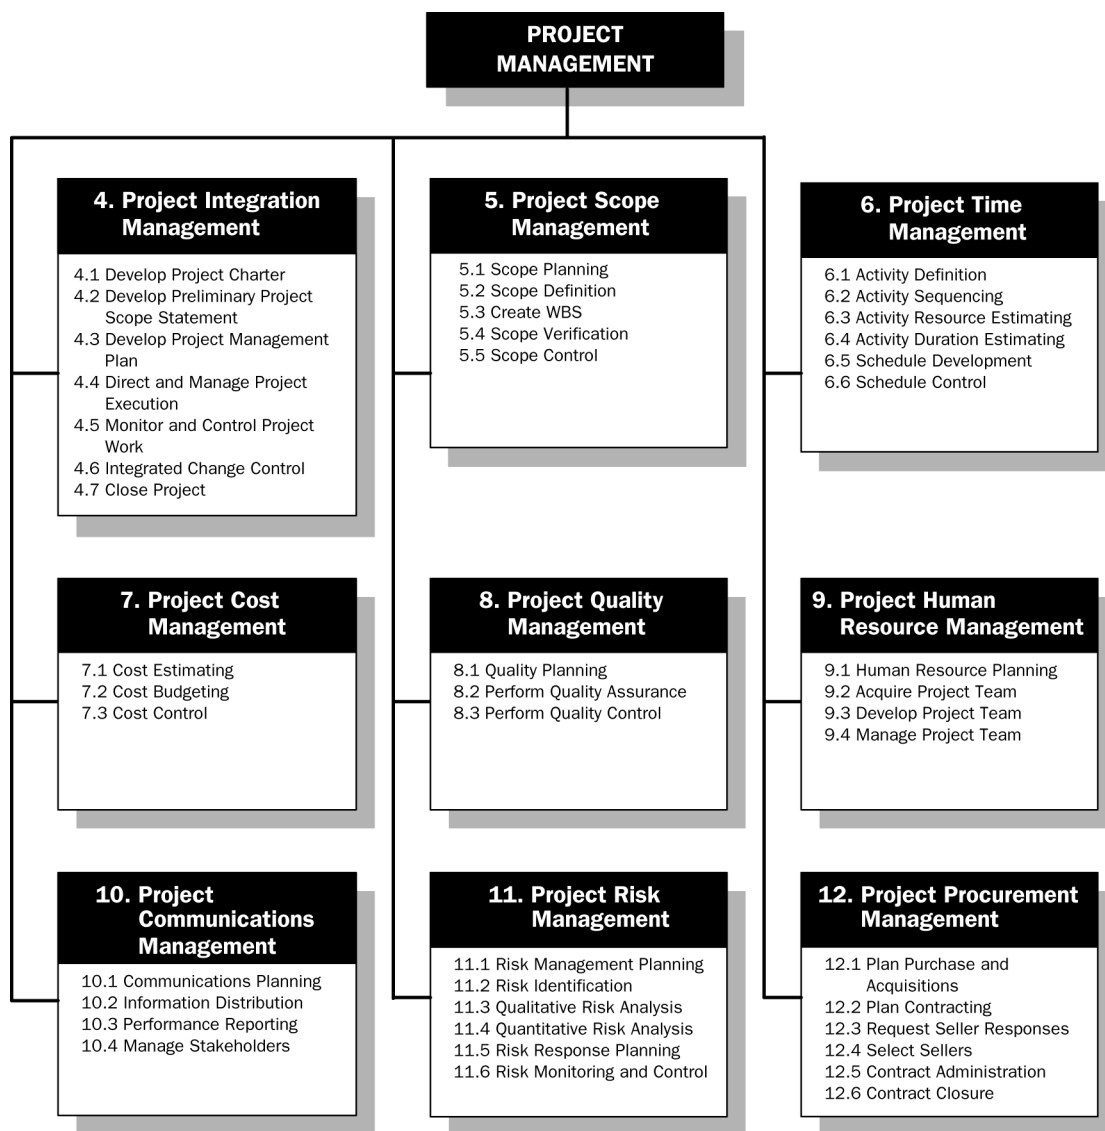 PROJECT
MANAGEMENT
4. Project Integration
Management
4.1 Develop Project Charter
4.2 Develop Preliminary Project
Scope Statement
4.3 Develop Project Management
Plan
4.4 Direct and Manage Project
Execution
4.5 Monitor and Control Project
Work
4.6 Integrated Change Control
4.7 Close Project
5. Project Scope
Management
5.1 Scope Planning
5.2 Scope Definition
5.3 Create WBS
5.4 Scope Verification
5.5 Scope Control
6. Project Time
Management
6.1 Activity Definition
6.2 Activity Sequencing
6.3 Activity Resource Estimating
6.4 Activity Duration Estimating
6.5 Schedule Development
6.6 Schedule Control
7. Project Cost
Management
7.1 Cost Estimating
7.2 Cost Budgeting
7.3 Cost Control
8. Project Quality
Management
8.1 Quality Planning
8.2 Perform Quality Assurance
8.3 Perform Quality Control
9. Project Human
Resource Management
9.1 Human Resource Planning
9.2 Acquire Project Team
9.3 Develop Project Team
9.4 Manage Project Team
10. Project
Communications
Management
10.1 Communications Planning
10.2 Information Distribution
10.3 Performance Reporting
10.4 Manage Stakeholders
11. Project Risk
Management
11.1 Risk Management Planning
11.2 Risk Identification
11.3 Qualitative Risk Analysis
11.4 Quantitative Risk Analysis
11.5 Risk Response Planning
11.6 Risk Monitoring and Control
12. Project Procurement
Management
12.1 Plan Purchase and
Acquisitions
12.2 Plan Contracting
12.3 Request Seller Responses
12.4 Select Sellers
12.5 Contract Administration
12.6 Contract Closure